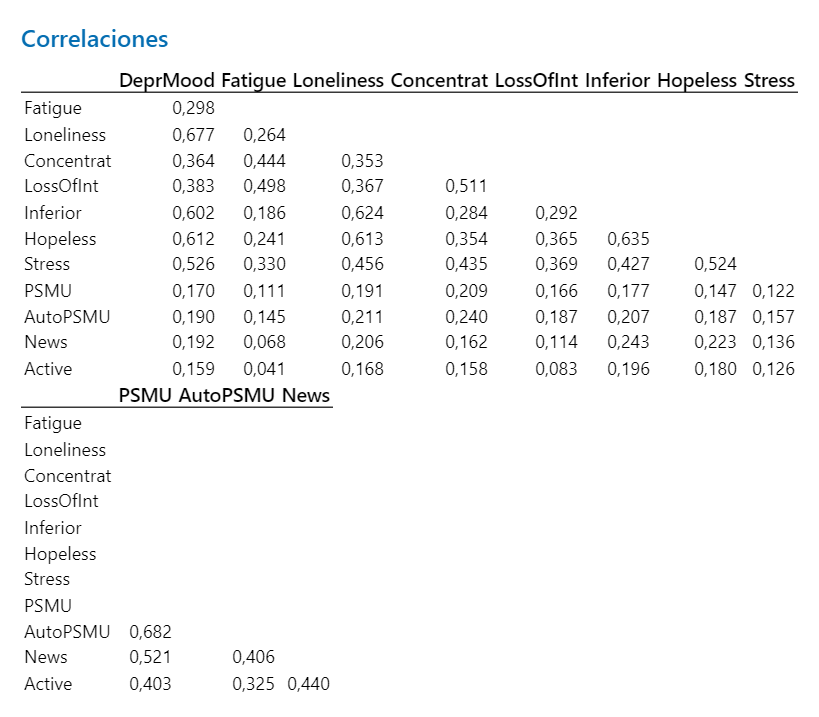 Correlaciones
DeprMood Fatigue Loneliness Concentrat LossOfInt Inferior Hopeless Stress
Fatigue 0,298
Loneliness 0,677 0,264
Concentrat 0,364 0,444 0,353
LossOfInt 0,383 0,498 0,367 0,511
Inferior 0,602 0,186 0,624 0,284 0,292
Hopeless 0,612 0,241 0,613 0,354 0,365 0,635
Stress 0,526 0,330 0,456 0,435 0,369 0,427 0,524
PSMU 0,170 0,111 0,191 0,209 0,166 0,177 0,147 0,122
AutoPSMU 0,190 0,145 0,211 0,240 0,187 0,207 0,187 0,157
News 0,192 0,068 0,206 0,162 0,114 0,243 0,223 0,136
Active 0,159 0,041 0,168 0,158 0,083 0,196 0,180 0,126
PSMU AutoPSMU News
Fatigue
Loneliness
Concentrat
LossOfInt
Inferior
Hopeless
Stress
PSMU
AutoPSMU 0,682
News 0,521 0,406
Active 0,403 0,325 0,440